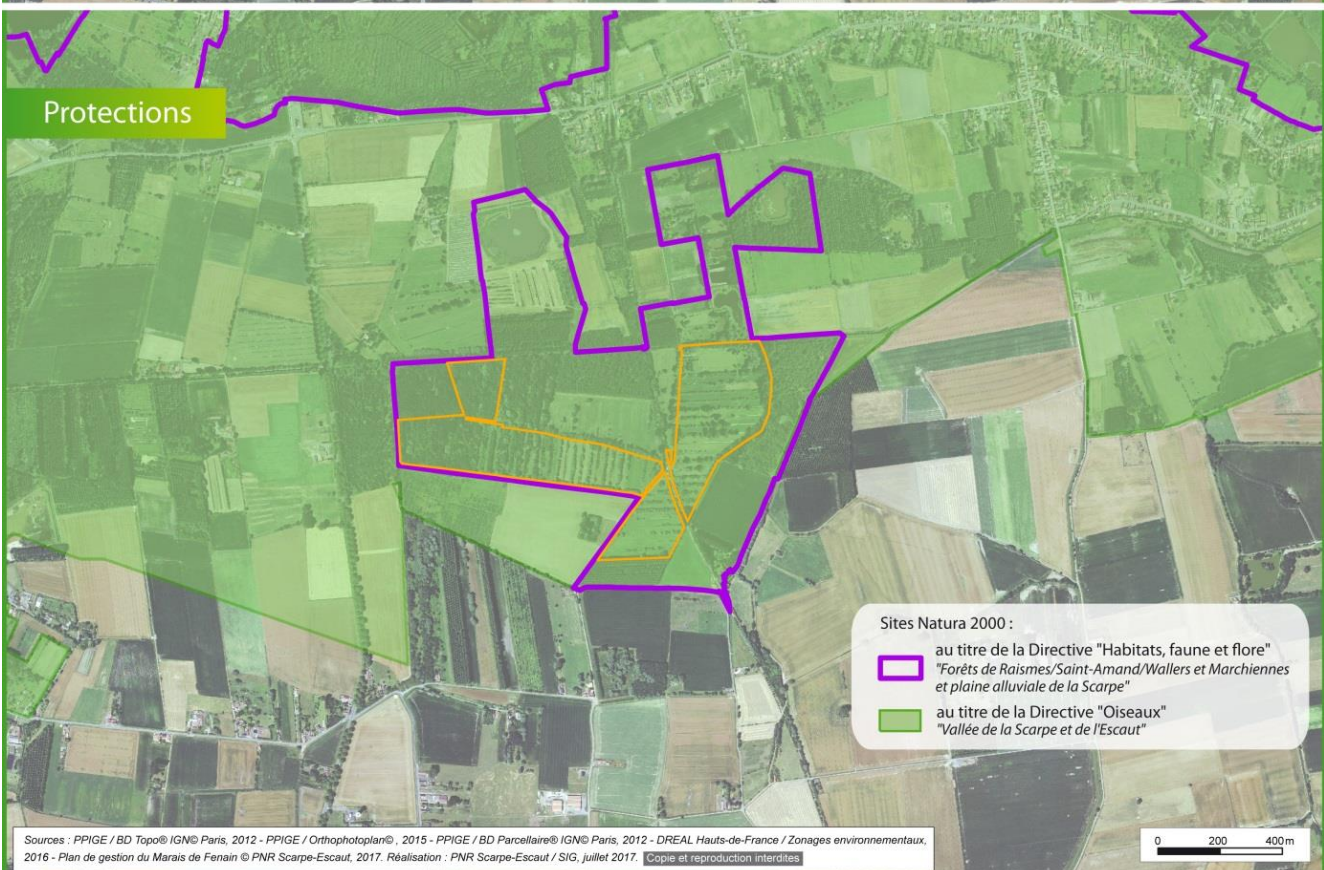 Protections
Sites Natura 2000 :
au titre de la Directive "Habitats, faune et flore"
"Forêts de Raismes/Saint-Amand/Wallers et Marchiennes
et plaine alluviale de la Scarpe"
au titre de la Directive "Oiseaux"
"Vallée de la Scarpe et de l'Escaut"
Sources : PPIGE / BD Topo® IGN© Paris, 2012 - PPIGE / Orthophotoplan© , 2015 - PPIGE / BD Parcellaire® IGN© Paris, 2012 - DREAL Hauts-de-France / Zonages environnementaux,
2016 - Plan de gestion du Marais de Fenain © PNR Scarpe-Escaut, 2017. Réalisation : PNR Scarpe-Escaut / SIG, juillet 2017. Copie et reproduction interdites
0 200 400 m